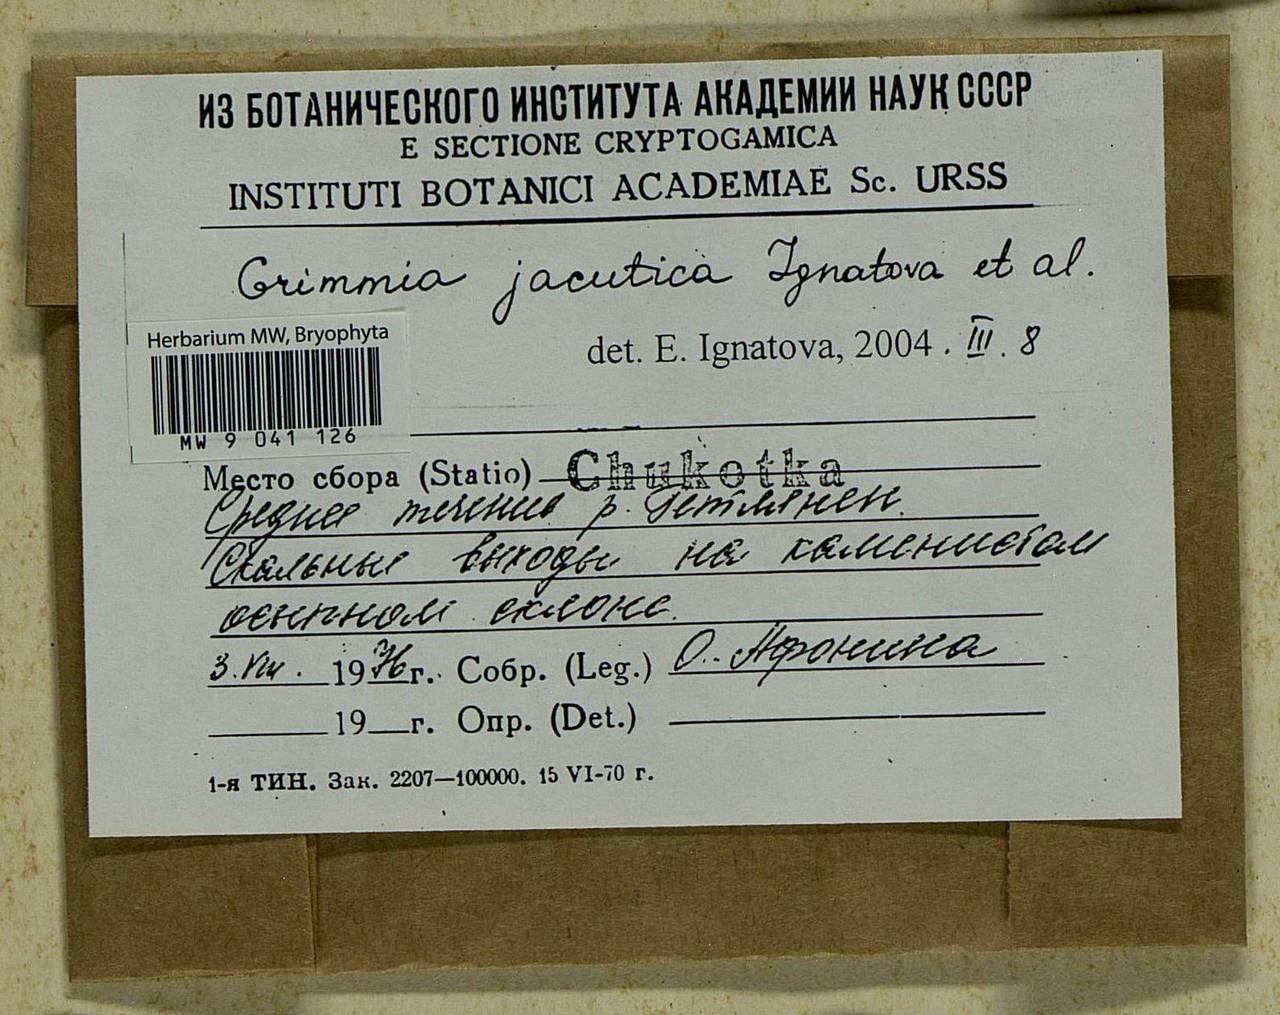 ИЗ БОТАНИЧЕСКОГО ИНСТИТУТА АКАДЕМИИ НАУК СССР
E SECTIONE CRYPTOGAMICA
INSTITUTI BOTANICI ACADEMIAE Sc. URSS
Grimmia jacutica Ignatova et al.
det. E. Ignatova, 2004. III. 8
Herbarium MW, Bryophyta
MW 9 041 126
Место сбора (Statio) Chukotka
Среднее течение р. Гетлянен.
Скальные выходы на каменистом
осыпном склоне.
3.VIII. 1976 г. Собр. (Leg.) О. Афонина
19 г. Опр. (Det.)
1-я ТИН. Зак. 2207—100000. 15 VI-70 г.